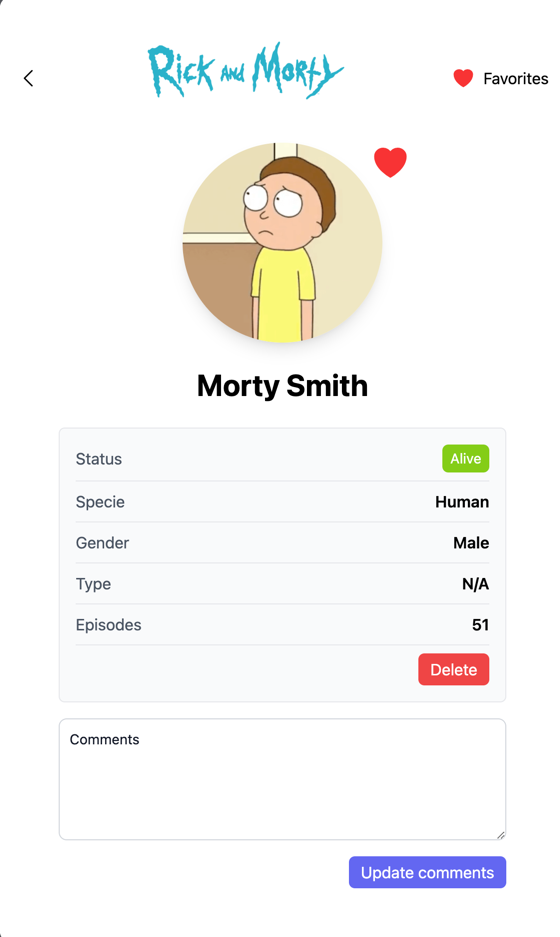 Rick and Morty
Favorites
Morty Smith
Status Alive
Specie Human
Gender Male
Type N/A
Episodes 51
Delete
Comments
Update comments